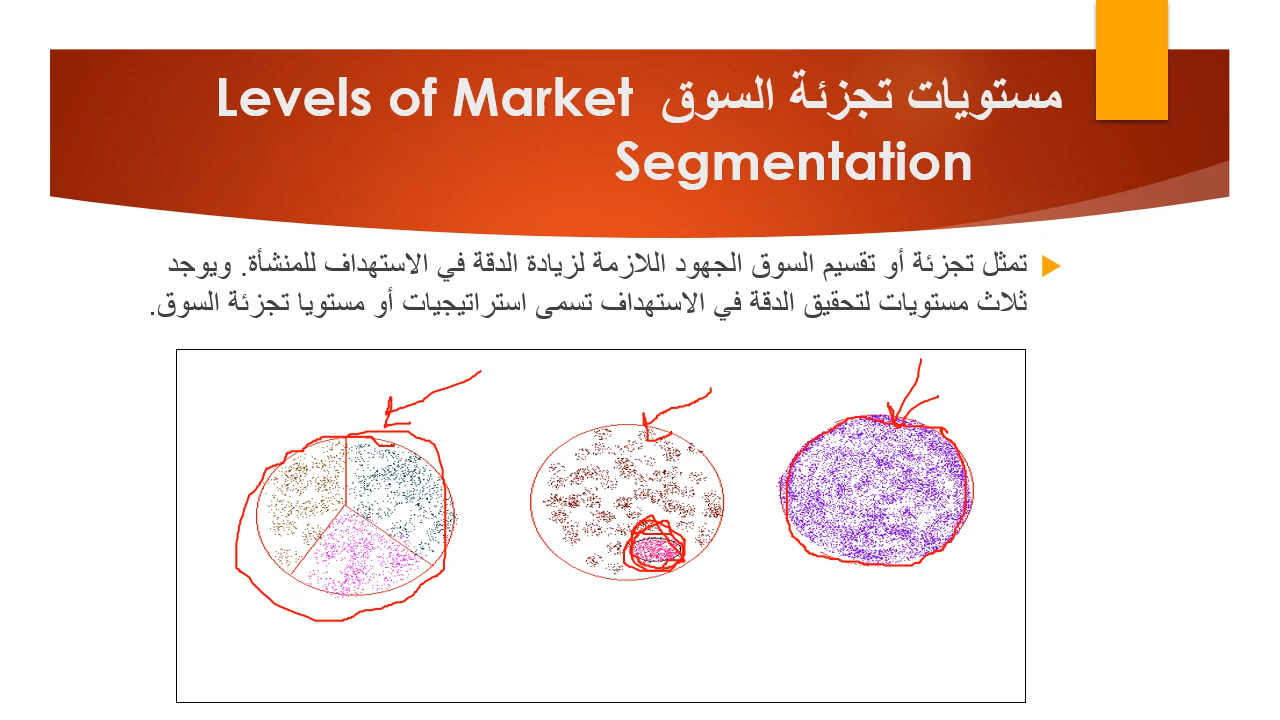 مستويات تجزئة السوق Levels of Market
Segmentation
تمثل تجزئة أو تقسيم السوق الجهود اللازمة لزيادة الدقة في الاستهداف للمنشأة. ويوجد
ثلاث مستويات لتحقيق الدقة في الاستهداف تسمى استراتيجيات أو مستويا تجزئة السوق.